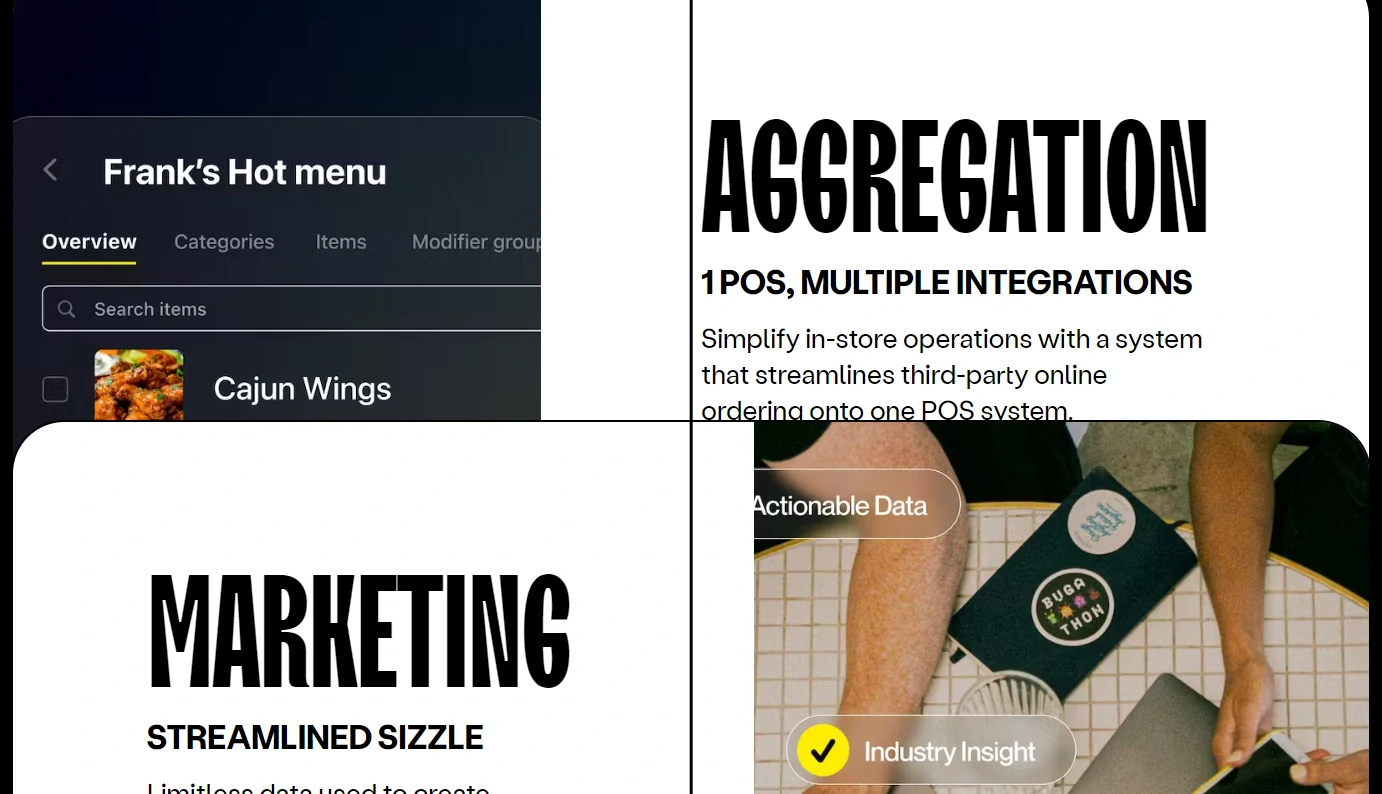 Frank's Hot menu
Overview Categories Items Modifier group
Search items
Cajun Wings
AGGREGATION
1 POS, MULTIPLE INTEGRATIONS
Simplify in-store operations with a system
that streamlines third-party online
ordering onto one POS system.
MARKETING
STREAMLINED SIZZLE
Limitless data used to create
Actionable Data
BUGA
THON
Industry Insight